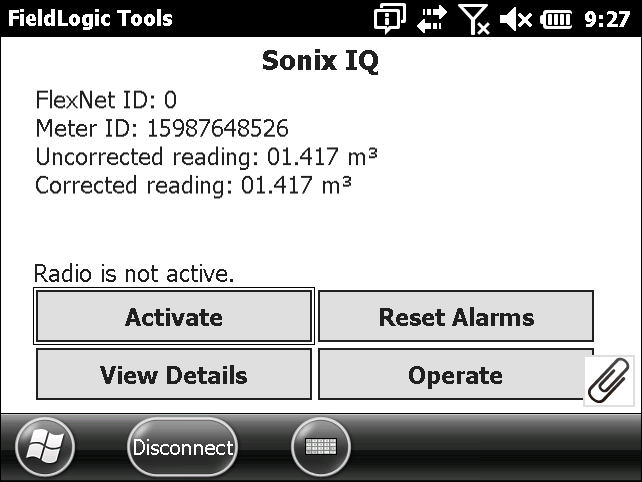 FieldLogic Tools 9:27
Sonix IQ
FlexNet ID: 0
Meter ID: 15987648526
Uncorrected reading: 01.417 m³
Corrected reading: 01.417 m³
Radio is not active.
Activate Reset Alarms
View Details Operate
Disconnect